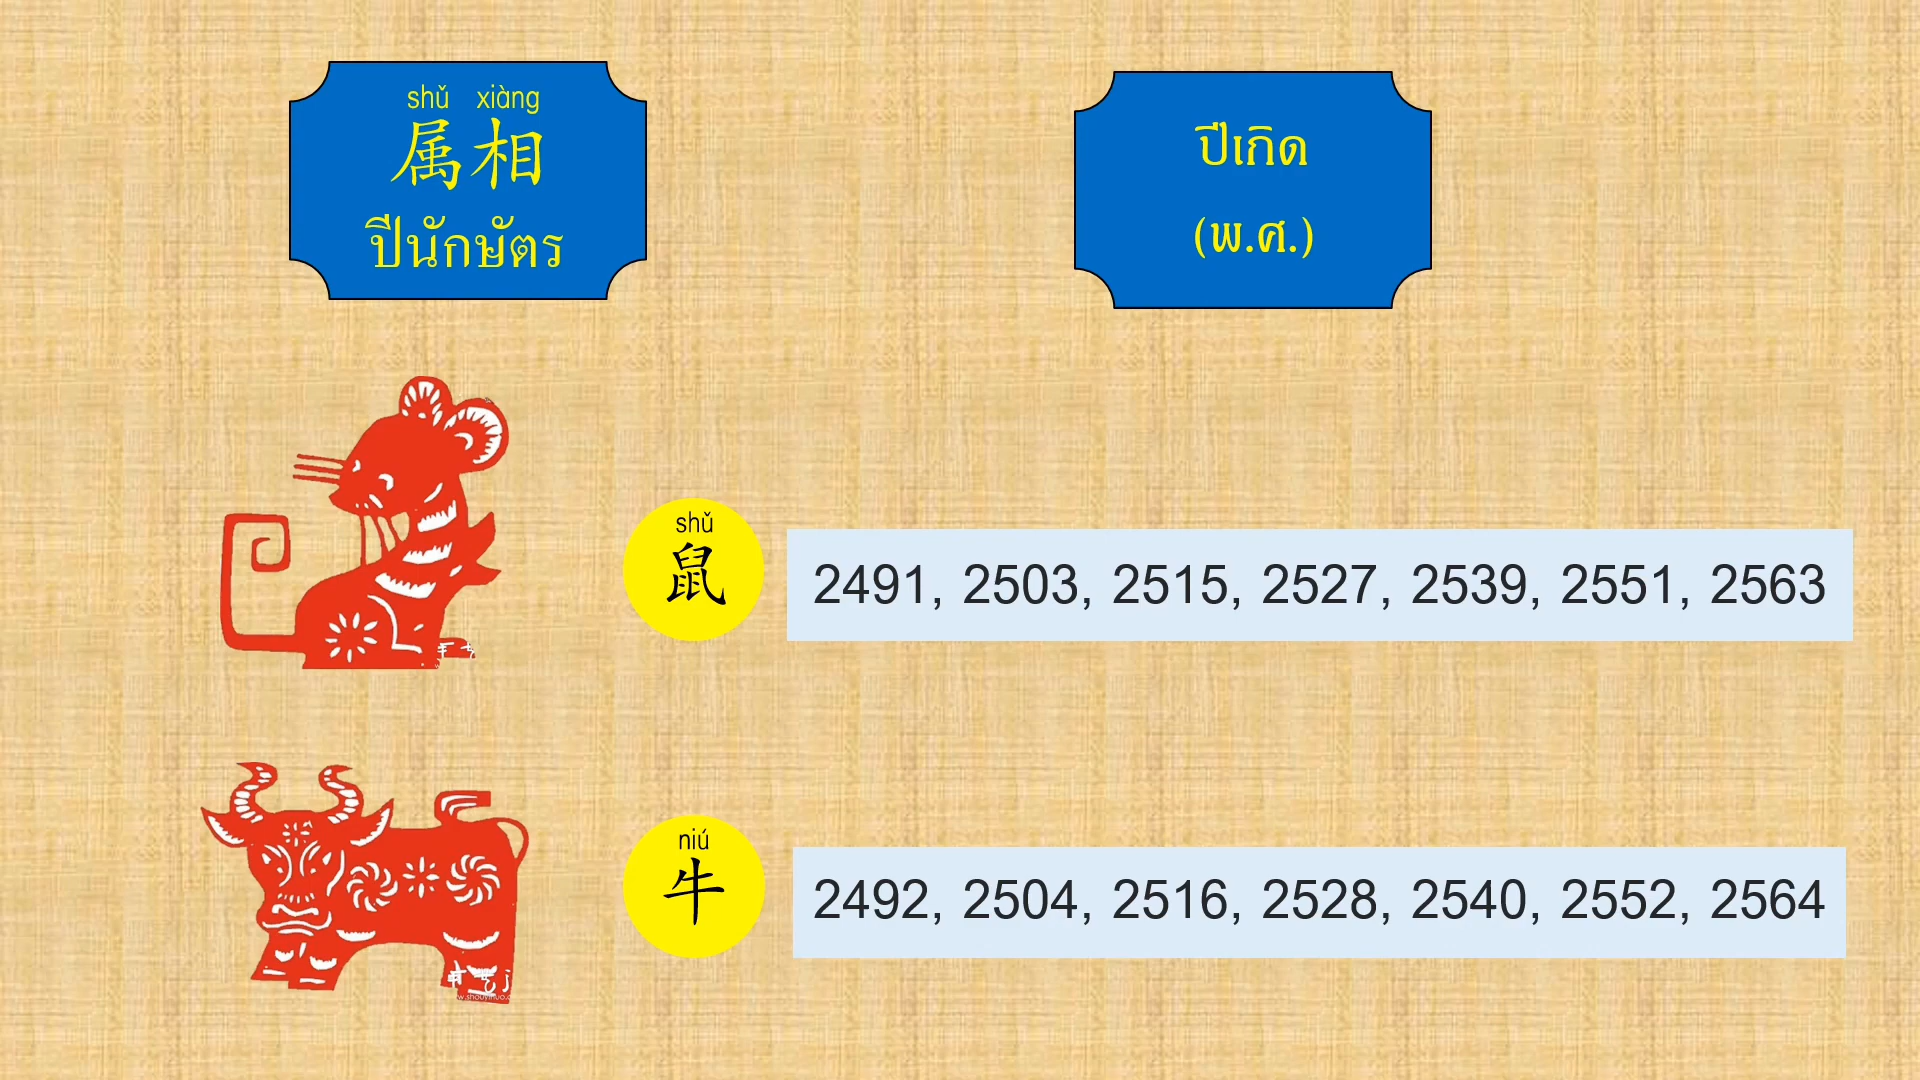 shǔ xiàng
属相
ปีนักษัตร
ปีเกิด
(พ.ศ.)
shǔ
鼠
2491, 2503, 2515, 2527, 2539, 2551, 2563
niú
牛
2492, 2504, 2516, 2528, 2540, 2552, 2564